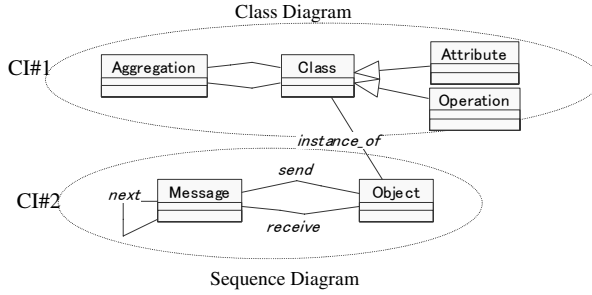 Class Diagram
CI#1
Aggregation
Class
Attribute
Operation
instance_of
CI#2
next
Message
send
receive
Object
Sequence Diagram